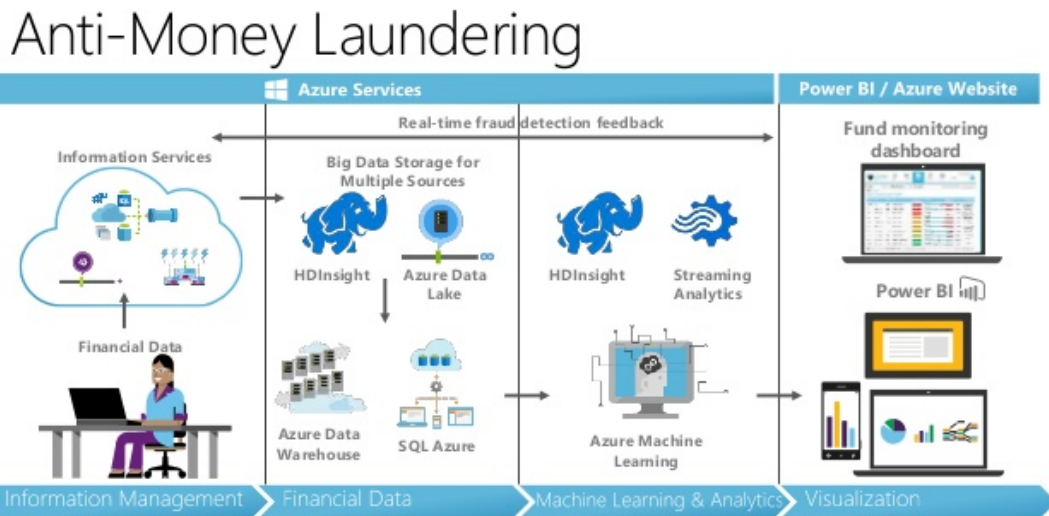 Anti-Money Laundering
Azure Services
Power BI / Azure Website
Real-time fraud detection feedback
Information Services
Financial Data
Big Data Storage for
Multiple Sources
HDInsight
Azure Data
Lake
Azure Data
Warehouse
SQL Azure
HDInsight
Streaming
Analytics
Azure Machine
Learning
Fund monitoring
dashboard
Power BI
Information Management
Financial Data
Machine Learning & Analytics
Visualization